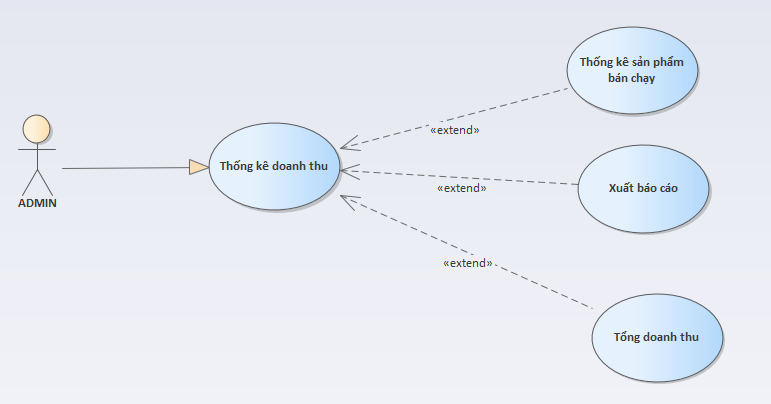 Thống kê sản phẩm
bán chạy
«extend»
Thống kê doanh thu
«extend»
Xuất báo cáo
ADMIN
«extend»
Tổng doanh thu